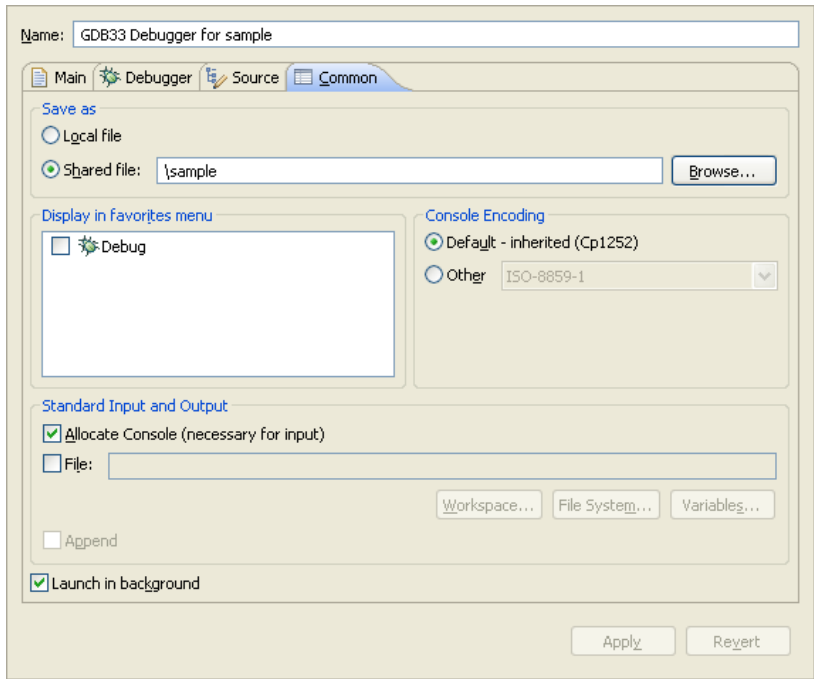 Name: GDB33 Debugger for sample
Main Debugger Source Common
Save as
Local file
Shared file: \sample Browse...
Display in favorites menu
Debug
Console Encoding
Default - inherited (Cp1252)
Other ISO-8859-1
Standard Input and Output
Allocate Console (necessary for input)
File:
Workspace... File System... Variables...
Append
Launch in background
Apply Revert